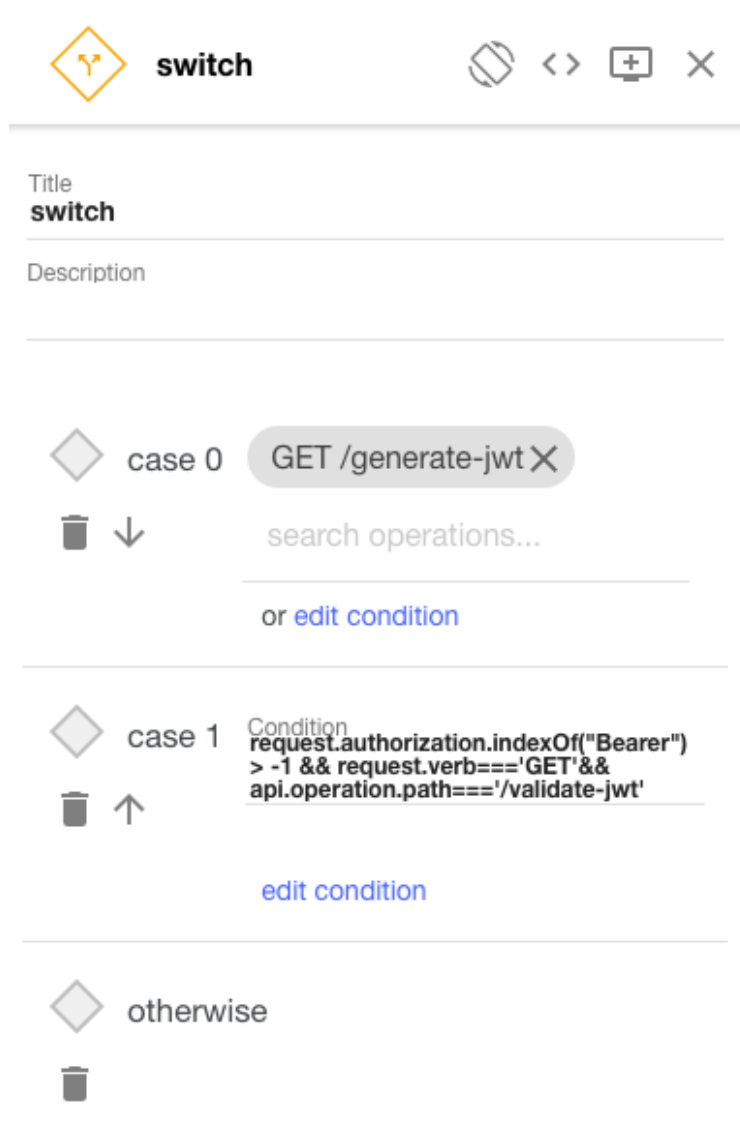 switch
Title
switch
Description
case 0
GET /generate-jwt
search operations...
or edit condition
case 1
Condition
request.authorization.indexOf("Bearer")
> -1 && request.verb==='GET'&&
api.operation.path==='/validate-jwt'
edit condition
otherwise